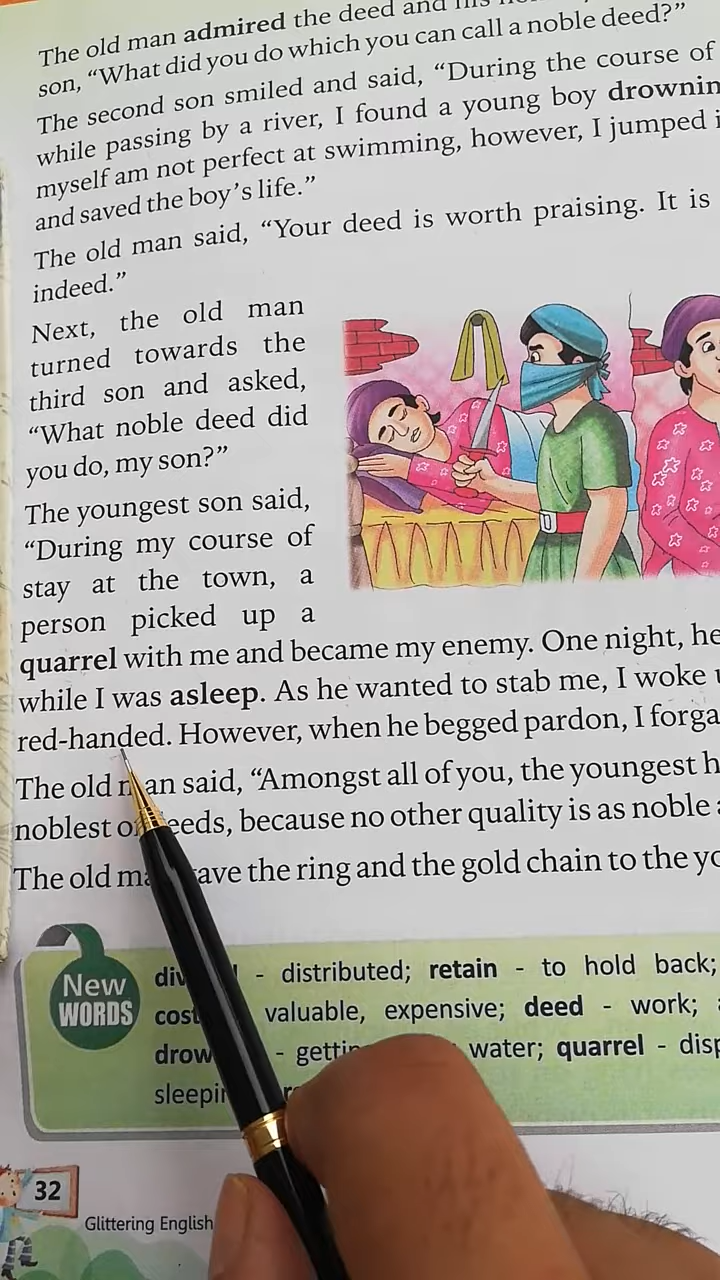 The old man admired the deed and his
son, "What did you do which you can call a noble deed?"
The second son smiled and said, "During the course of
while passing by a river, I found a young boy
myself am not perfect at swimming, however, I jumped
and saved the boy's life."
The old man said, "Your deed is worth praising. It is
indeed."
Next, the old man
turned towards the
third son and asked,
"What noble deed did
you do, my son?"
The youngest son said,
"During my course of
stay at the town, a
person picked up a
quarrel with me and became my enemy. One night, he
while I was asleep. As he wanted to stab me, I woke
red-handed. However, when he begged pardon, I
The old man said, "Amongst all of you, the youngest
noblest of deeds, because no other quality is as noble
The old man gave the ring and the gold chain to the
New
WORDS
- distributed; retain - to hold back;
valuable, expensive; deed - work;
- water; quarrel -
32
Glittering English